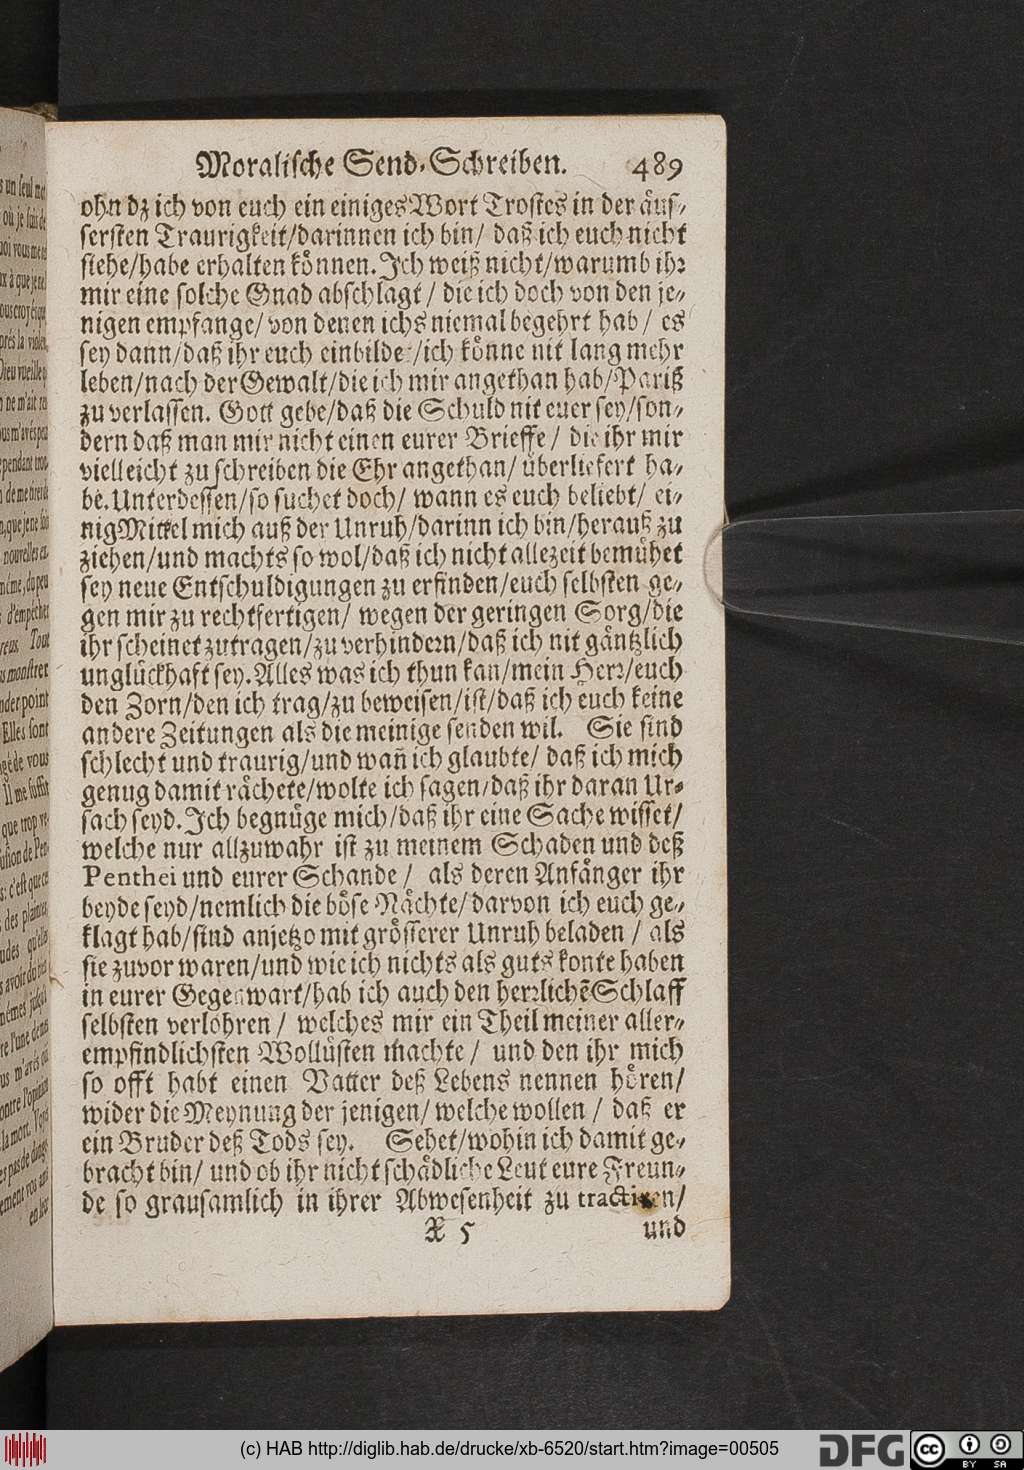 Moralische Send-Schreiben. 489
ohn dz ich von euch ein einiges Wort Trostes in der äus-
sersten Traurigkeit/darinnen ich bin/ daß ich euch nicht
siehe/habe erhalten können. Ich weiß nicht/warumb ihr
mir eine solche Gnad abschlagt / die ich doch von den je-
nigen empfange/ von denen ichs niemal begehrt hab / es
sey dann/daß ihr euch einbildet/ich könne nit lang mehr
leben/nach der Gewalt/die ich mir angethan hab/Pariß
zu verlassen. Gott gebe/daß die Schuld nit euer sey/son-
dern daß man mir nicht einen eurer Brieffe / die ihr mir
vielleicht zu schreiben die Ehr angethan/ überliefert ha-
be. Unterdessen/so suchet doch/ wann es euch beliebt/ ei-
nig Mittel mich auß der Unruh/darinn ich bin/herauß zu
ziehen/und machts so wol/daß ich nicht allezeit bemühet
sey neue Entschuldigungen zu erfinden/euch selbsten ge-
gen mir zu rechtfertigen/ wegen der geringen Sorg/die
ihr scheinet zutragen/zu verhindern/daß ich nit gäntzlich
unglückhaft sey. Alles was ich thun kan/mein Herr/euch
den Zorn/den ich trag/zu beweisen/ist/daß ich euch keine
andere Zeitungen als die meinige senden wil. Sie sind
schlecht und traurig/und wañ ich glaubte/ daß ich mich
genug damit rächete/wolte ich sagen/daß ihr daran Ur-
sach seyd. Ich begnüge mich/daß ihr eine Sache wisset/
welche nur allzuwahr ist zu meinem Schaden und deß
Penthei und eurer Schande / als deren Anfänger ihr
beyde seyd/nemlich die böse Nächte/darvon ich euch ge-
klagt hab/sind anjetzo mit grösserer Unruh beladen / als
sie zuvor waren/und wie ich nichts als guts konte haben
in eurer Gegenwart/hab ich auch den herrlichẽ Schlaff
selbsten verlohren / welches mir ein Theil meiner aller-
empfindlichsten Wollüsten machte / und den ihr mich
so offt habt einen Vatter deß Lebens nennen hören/
wider die Meynung der jenigen/ welche wollen / daß er
ein Bruder deß Tods sey. Sehet/wohin ich damit ge-
bracht bin/ und ob ihr nicht schädliche Leut eure Freun-
de so grausamlich in ihrer Abwesenheit zu tractiren/
X 5 und
(c) HAB http://diglib.hab.de/drucke/xb-6520/start.htm?image=00505
DFG
cc
BY SA